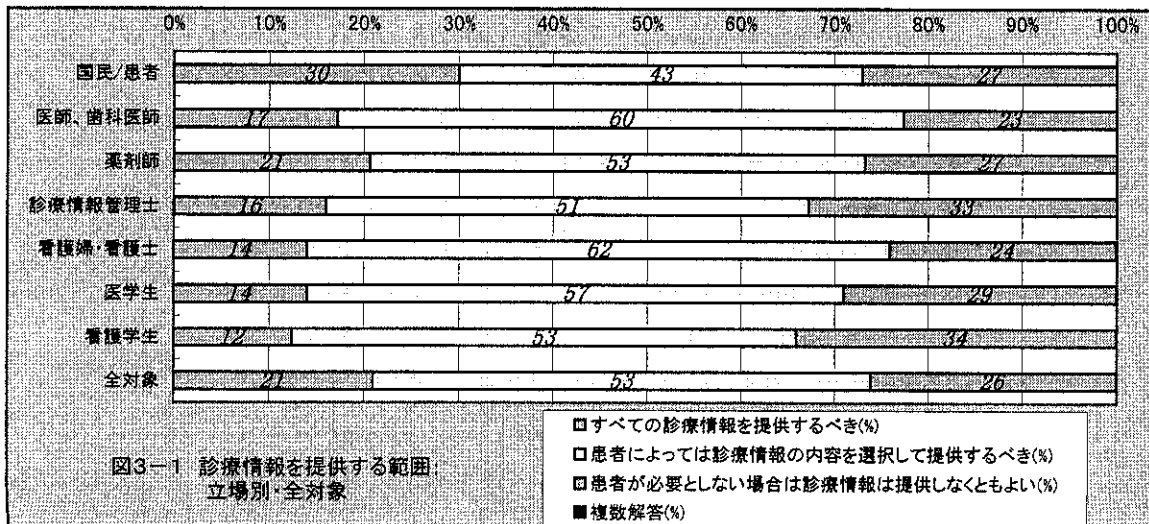 0% 10% 20% 30% 40% 50% 60% 70% 80% 90% 100%
国民/患者 30 43 27
医師、歯科医師 17 60 23
薬剤師 21 53 27
診療情報管理士 16 51 33
看護婦・看護士 14 62 24
医学生 14 57 29
看護学生 12 53 34
全対象 21 53 26
すべての診療情報を提供するべき(%)
患者によっては診療情報の内容を選択して提供するべき(%)
患者が必要としない場合は診療情報は提供しなくともよい(%)
複数解答(%)
図3－1 診療情報を提供する範囲:
立場別・全対象